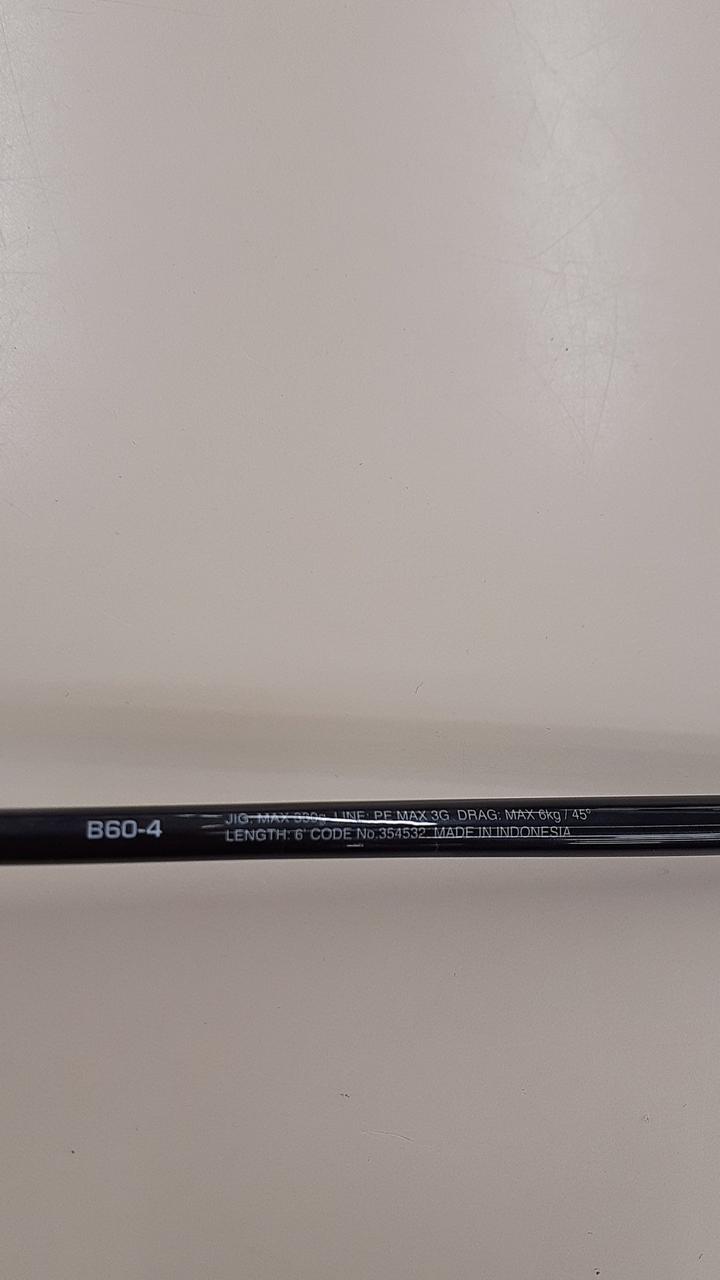 B60-4
JIG: MAX LINE: PE MAX 3G DRAG: MAX 6kg / 45°
LENGTH: 6' CODE No.354532 MADE IN INDONESIA